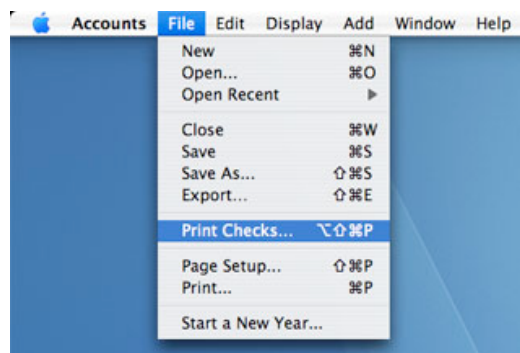 Accounts File Edit Display Add Window Help
New ⌘N
Open... ⌘O
Open Recent ▶
Close ⌘W
Save ⌘S
Save As... ⇧⌘S
Export... ⇧⌘E
Print Checks... ⌥⇧⌘P
Page Setup... ⇧⌘P
Print... ⌘P
Start a New Year...